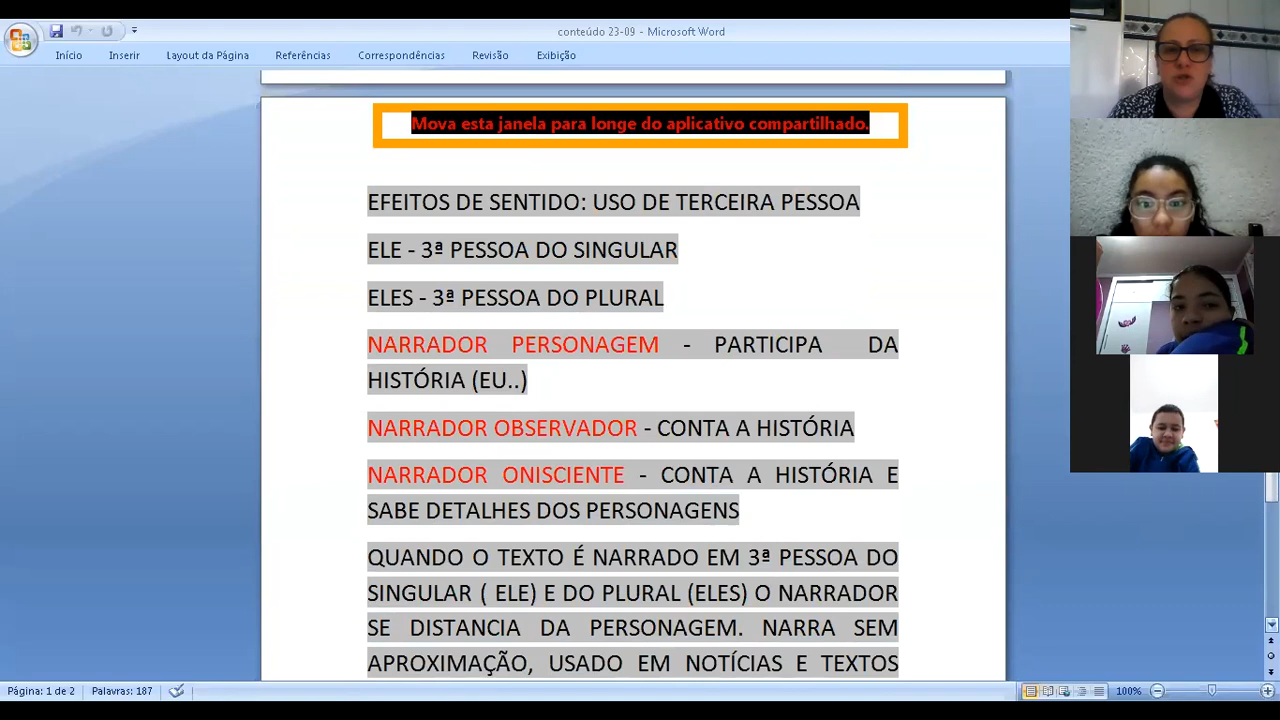 conteúdo 23-09 - Microsoft Word
Início Inserir Layout da Página Referências Correspondências Revisão Exibição
Mova esta janela para longe do aplicativo compartilhado.
EFEITOS DE SENTIDO: USO DE TERCEIRA PESSOA
ELE - 3ª PESSOA DO SINGULAR
ELES - 3ª PESSOA DO PLURAL
NARRADOR PERSONAGEM - PARTICIPA DA
HISTÓRIA (EU..)
NARRADOR OBSERVADOR - CONTA A HISTÓRIA
NARRADOR ONISCIENTE - CONTA A HISTÓRIA E
SABE DETALHES DOS PERSONAGENS
QUANDO O TEXTO É NARRADO EM 3ª PESSOA DO
SINGULAR ( ELE) E DO PLURAL (ELES) O NARRADOR
SE DISTANCIA DA PERSONAGEM. NARRA SEM
APROXIMAÇÃO, USADO EM NOTÍCIAS E TEXTOS
Página: 1 de 2 Palavras: 187 100%